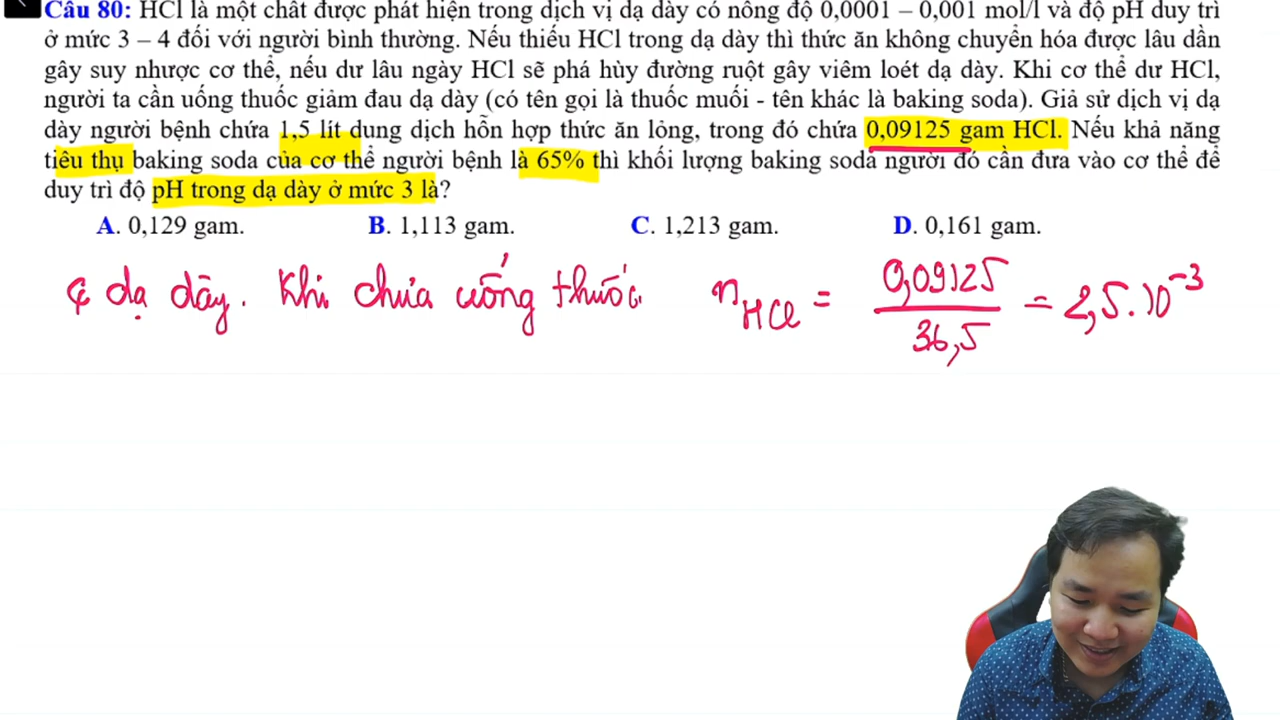 Câu 80: HCl là một chất được phát hiện trong dịch vị dạ dày có nồng độ 0,0001 – 0,001 mol/l và độ pH duy trì
ở mức 3 – 4 đối với người bình thường. Nếu thiếu HCl trong dạ dày thì thức ăn không chuyển hóa được lâu dần
gây suy nhược cơ thể, nếu dư lâu ngày HCl sẽ phá hủy đường ruột gây viêm loét dạ dày. Khi cơ thể dư HCl,
người ta cần uống thuốc giảm đau dạ dày (có tên gọi là thuốc muối - tên khác là baking soda). Giả sử dịch vị dạ
dày người bệnh chứa 1,5 lít dung dịch hỗn hợp thức ăn lỏng, trong đó chứa 0,09125 gam HCl. Nếu khả năng
tiêu thụ baking soda của cơ thể người bệnh là 65% thì khối lượng baking soda người đó cần đưa vào cơ thể để
duy trì độ pH trong dạ dày ở mức 3 là?
A. 0,129 gam. B. 1,113 gam. C. 1,213 gam. D. 0,161 gam.
dạ dày. Khi chưa uống thuốc. nHCl = 0,09125 / 36,5 = 2,5.10⁻³